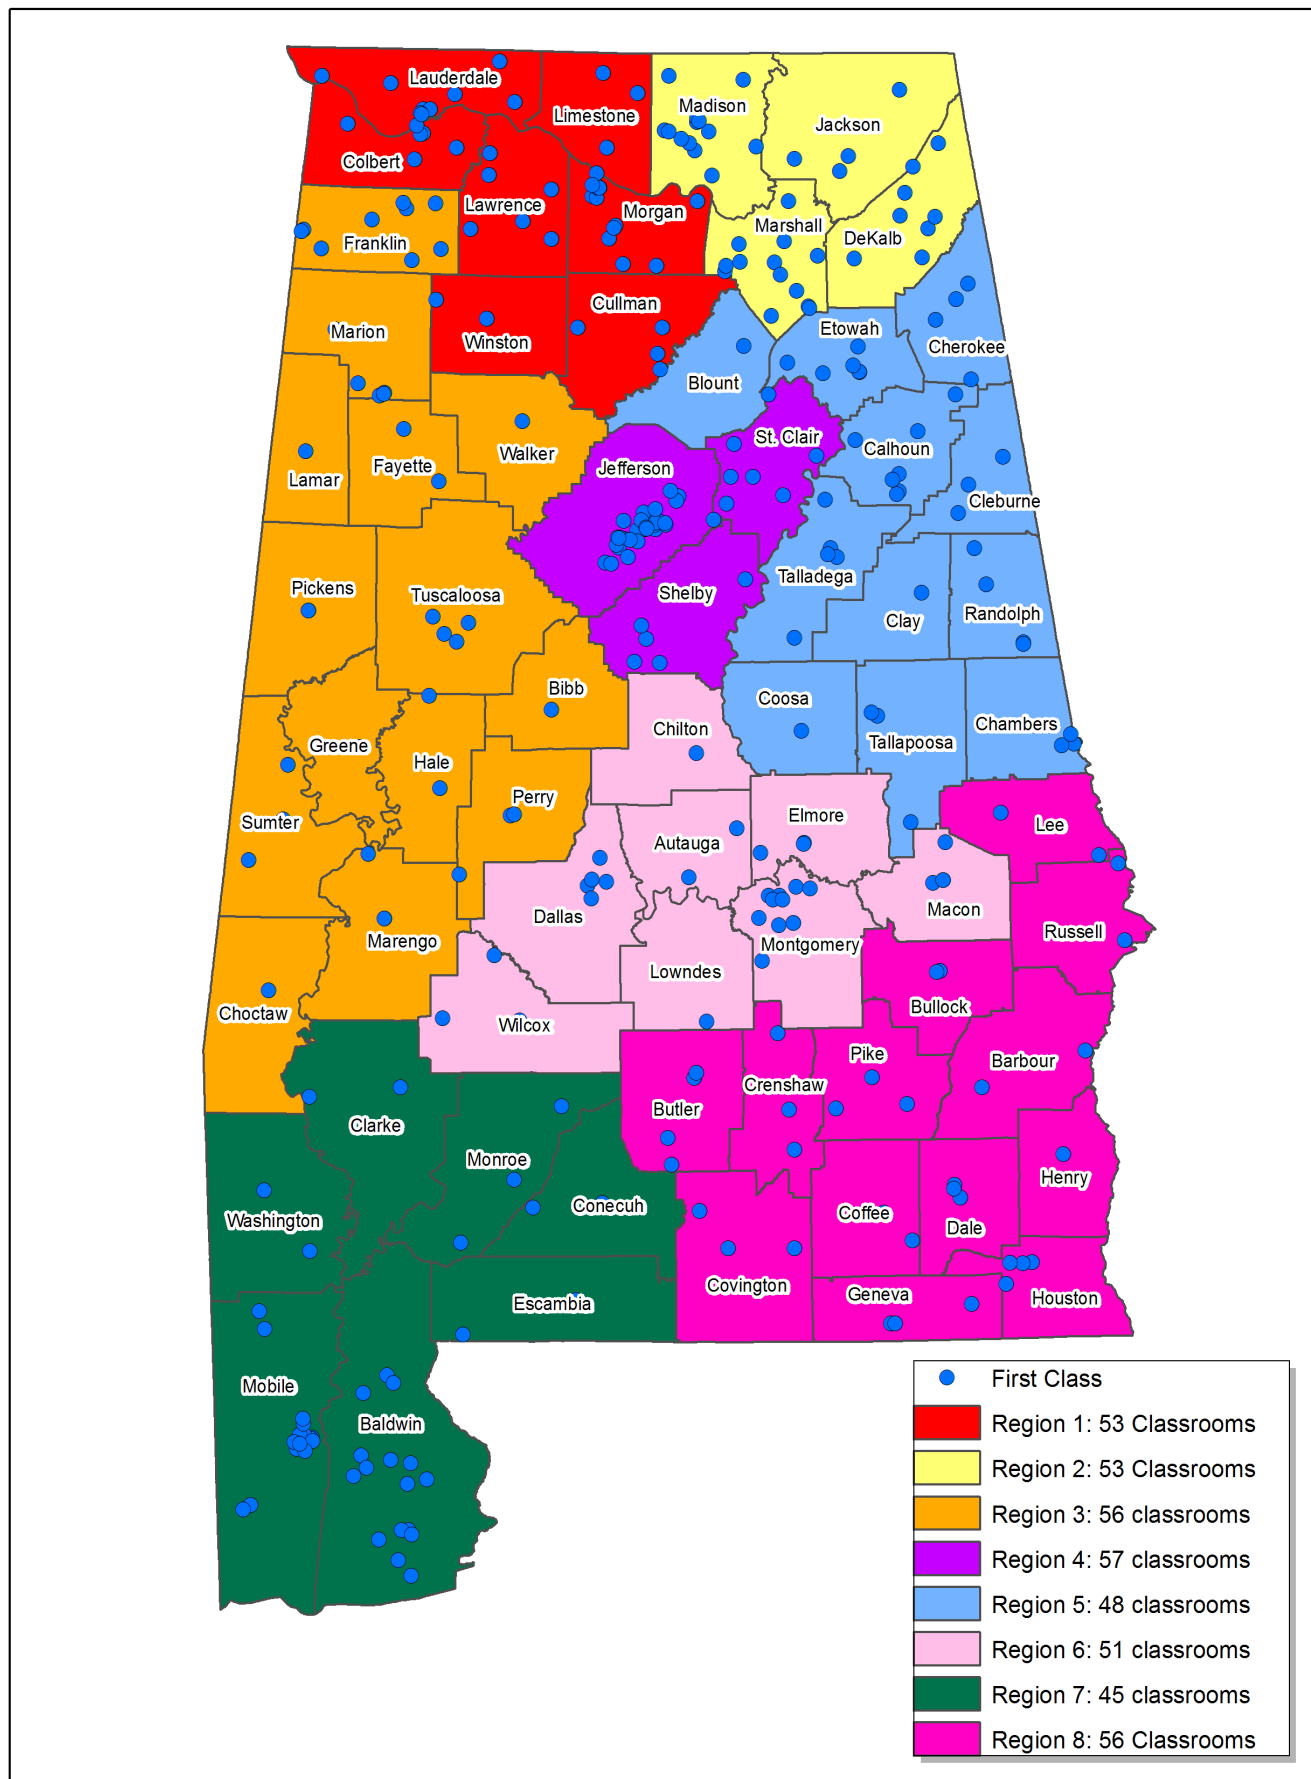 Lauderdale
Limestone
Madison
Jackson
Colbert
Lawrence
Morgan
Marshall
DeKalb
Franklin
Cullman
Marion
Winston
Etowah
Cherokee
Blount
St. Clair
Calhoun
Walker
Jefferson
Lamar
Fayette
Cleburne
Pickens
Tuscaloosa
Shelby
Talladega
Clay
Randolph
Bibb
Coosa
Chilton
Chambers
Tallapoosa
Greene
Hale
Perry
Elmore
Lee
Sumter
Autauga
Macon
Dallas
Marengo
Montgomery
Russell
Lowndes
Choctaw
Wilcox
Bullock
Pike
Barbour
Crenshaw
Butler
Clarke
Monroe
Henry
Washington
Conecuh
Coffee
Dale
Covington
Geneva
Houston
Escambia
Mobile
Baldwin
First Class
Region 1: 53 Classrooms
Region 2: 53 Classrooms
Region 3: 56 classrooms
Region 4: 57 classrooms
Region 5: 48 classrooms
Region 6: 51 classrooms
Region 7: 45 classrooms
Region 8: 56 Classrooms